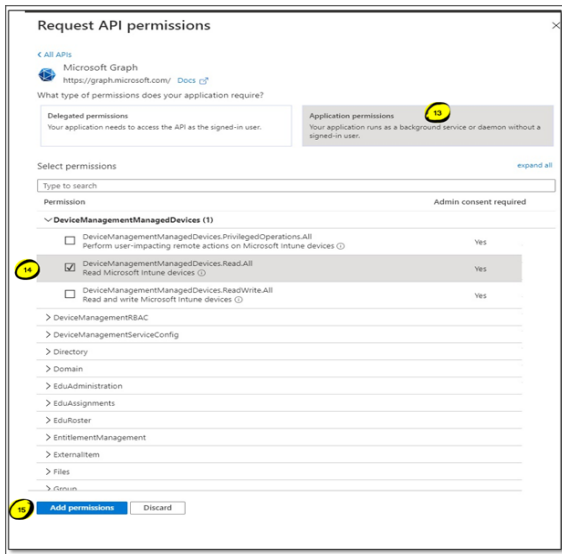 Request API permissions
< All APIs
Microsoft Graph
https://graph.microsoft.com/ Docs
What type of permissions does your application require?
Delegated permissions
Your application needs to access the API as the signed-in user.
Application permissions
13
Your application runs as a background service or daemon without a
signed-in user.
Select permissions
expand all
Type to search
Permission
Admin consent required
DeviceManagementManagedDevices (1)
DeviceManagementManagedDevices.PrivilegedOperations.All
Perform user-impacting remote actions on Microsoft Intune devices
Yes
14
DeviceManagementManagedDevices.Read.All
Read Microsoft Intune devices
Yes
DeviceManagementManagedDevices.ReadWrite.All
Read and write Microsoft Intune devices
Yes
> DeviceManagementRBAC
> DeviceManagementServiceConfig
> Directory
> Domain
> EduAdministration
> EduAssignments
> EduRoster
> EntitlementManagement
> ExternalItem
> Files
> Group
15
Add permissions
Discard